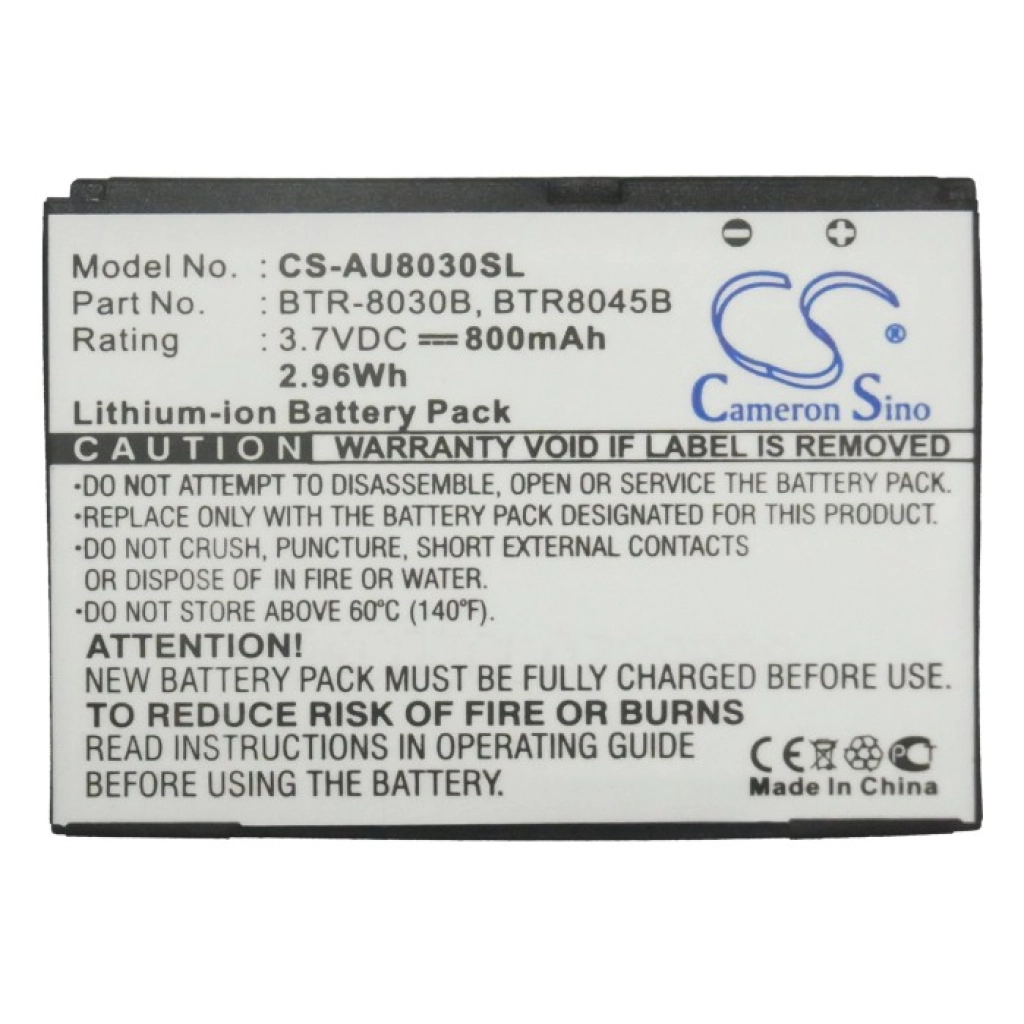 Model No. : CS-AU8030SL
Part No. : BTR-8030B, BTR8045B
Rating : 3.7VDC 800mAh
2.96Wh
Lithium-ion Battery Pack
CS®
Cameron Sino
CAUTION WARRANTY VOID IF LABEL IS REMOVED
·DO NOT ATTEMPT TO DISASSEMBLE, OPEN OR SERVICE THE BATTERY PACK.
·REPLACE ONLY WITH THE BATTERY PACK DESIGNATED FOR THIS PRODUCT.
·DO NOT CRUSH, PUNCTURE, SHORT EXTERNAL CONTACTS
OR DISPOSE OF IN FIRE OR WATER.
·DO NOT STORE ABOVE 60°C (140°F).
ATTENTION!
NEW BATTERY PACK MUST BE FULLY CHARGED BEFORE USE.
TO REDUCE RISK OF FIRE OR BURNS
READ INSTRUCTIONS IN OPERATING GUIDE
BEFORE USING THE BATTERY.
CE PCT
MADE IN CHINA